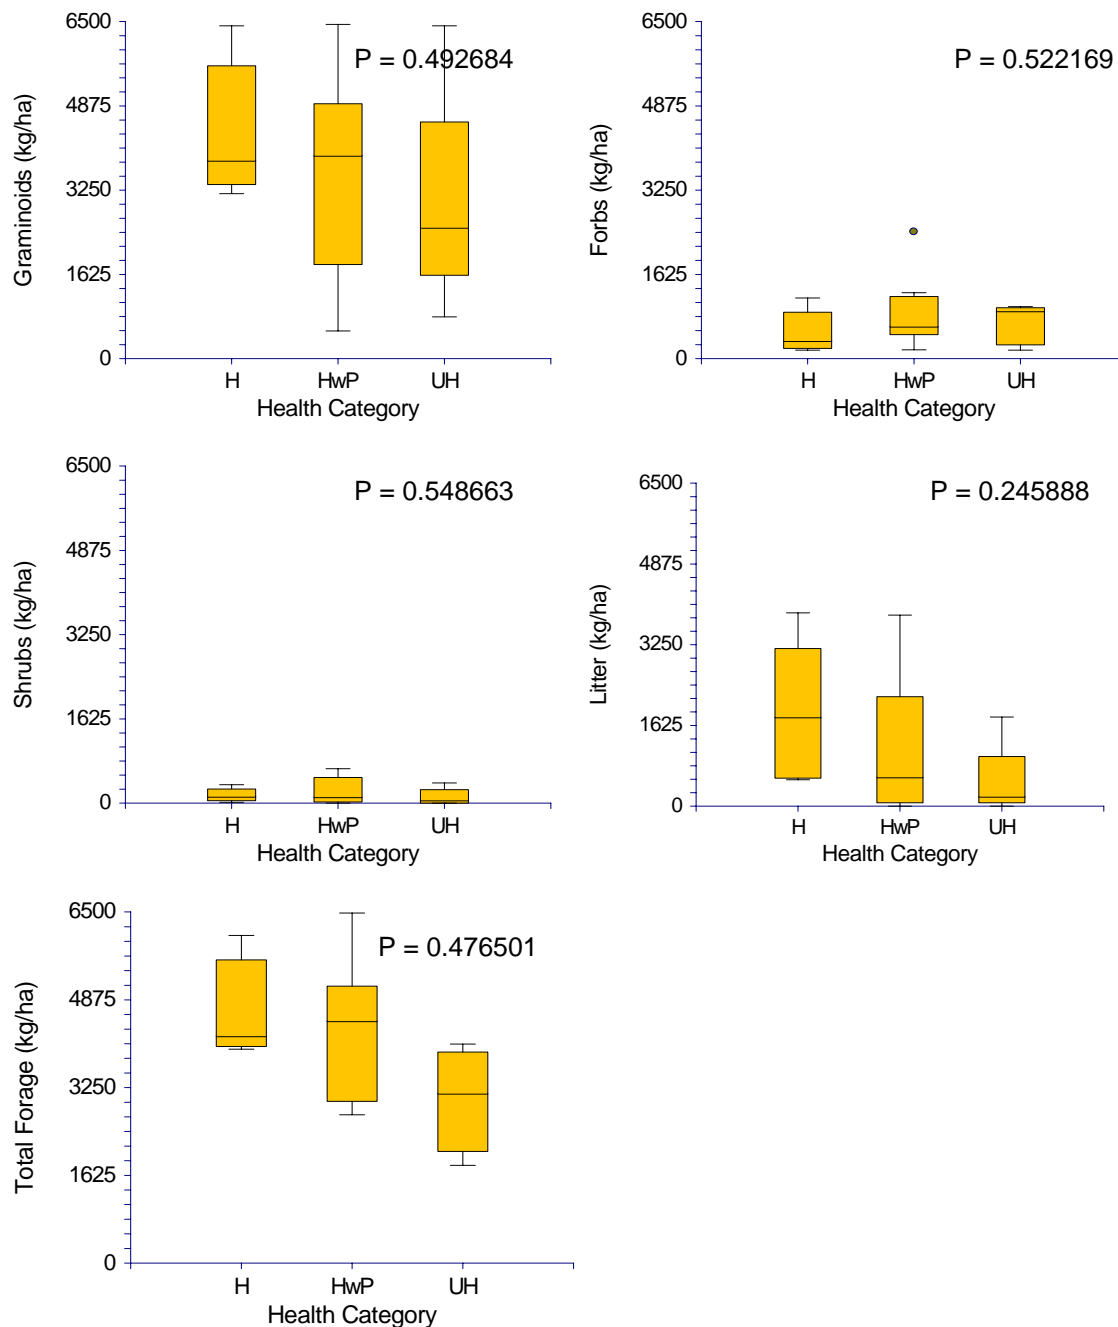 Graminoids (kg/ha)
6500
4875
3250
1625
0
P = 0.492684
H HwP UH
Health Category
Forbs (kg/ha)
6500
4875
3250
1625
0
P = 0.522169
H HwP UH
Health Category
Shrubs (kg/ha)
6500
4875
3250
1625
0
P = 0.548663
H HwP UH
Health Category
Litter (kg/ha)
6500
4875
3250
1625
0
P = 0.245888
H HwP UH
Health Category
Total Forage (kg/ha)
6500
4875
3250
1625
0
P = 0.476501
H HwP UH
Health Category